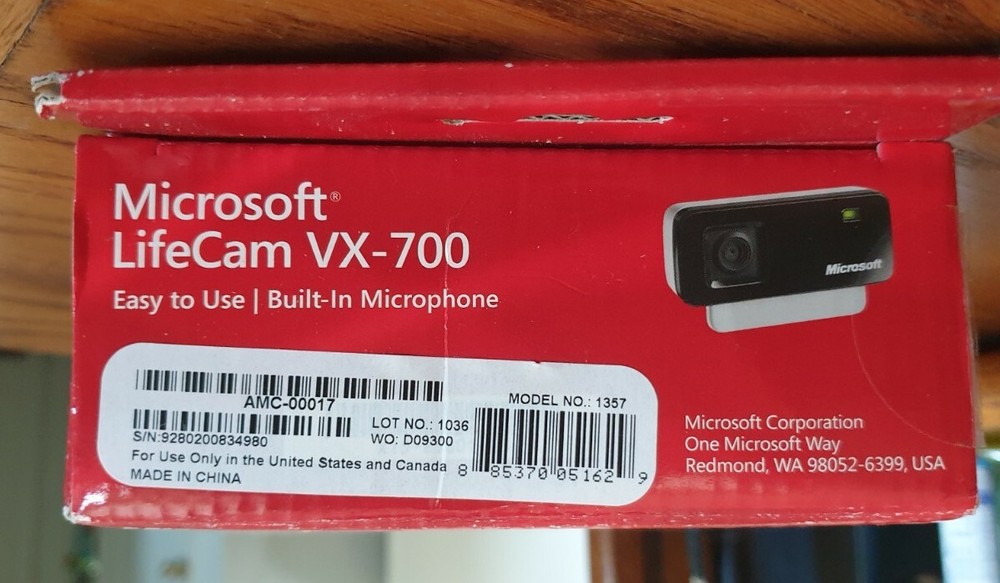 Microsoft®
LifeCam VX-700
Easy to Use | Built-In Microphone
Microsoft
AMC-00017
MODEL NO.: 1357
LOT NO.: 1036
WO: D09300
S/N:9280200834980
For Use Only in the United States and Canada
MADE IN CHINA
8 85370 05162 9
Microsoft Corporation
One Microsoft Way
Redmond, WA 98052-6399, USA